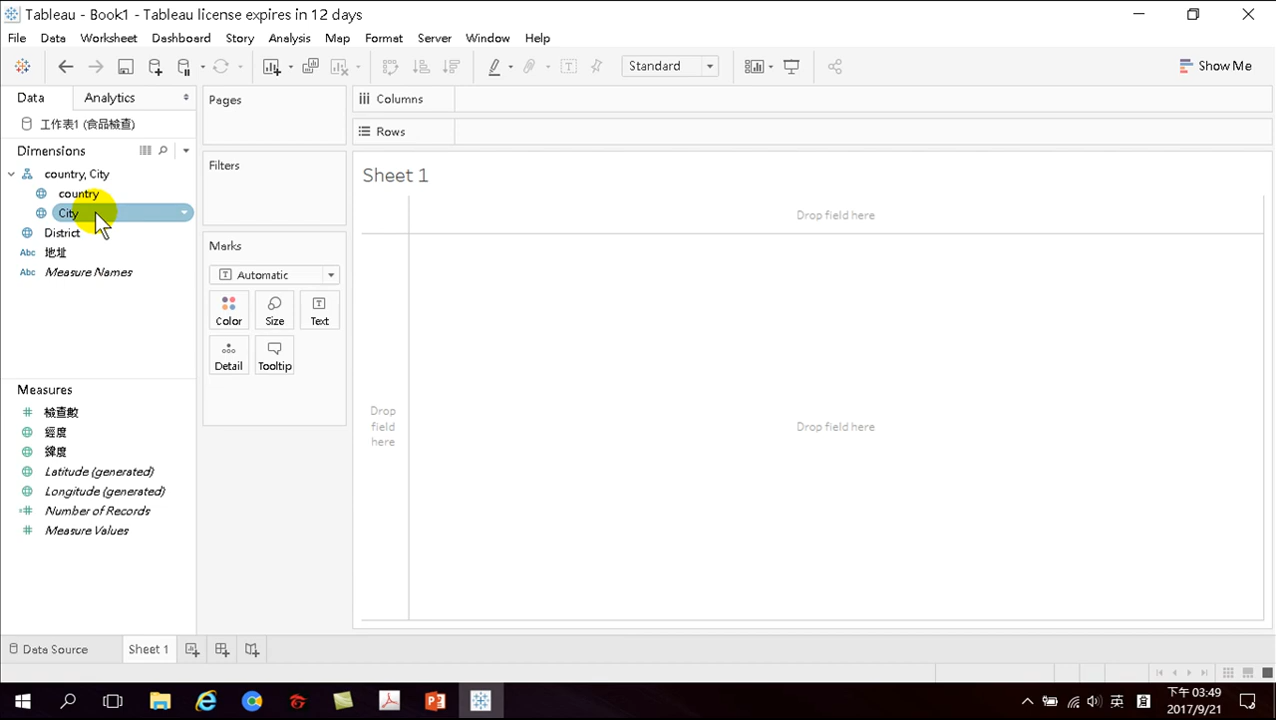 Tableau - Book1 - Tableau license expires in 12 days
File Data Worksheet Dashboard Story Analysis Map Format Server Window Help
Standard
Show Me
Data Analytics
工作表1 (食品檢查)
Dimensions
country, City
country
City
District
Abc 地址
Abc Measure Names
Measures
檢查數
經度
緯度
Latitude (generated)
Longitude (generated)
Number of Records
Measure Values
Pages
Filters
Marks
Automatic
Color Size Text
Detail Tooltip
Columns
Rows
Sheet 1
Drop field here
Drop
field
here
Drop field here
Data Source Sheet 1
英
下午 03:49
2017/9/21